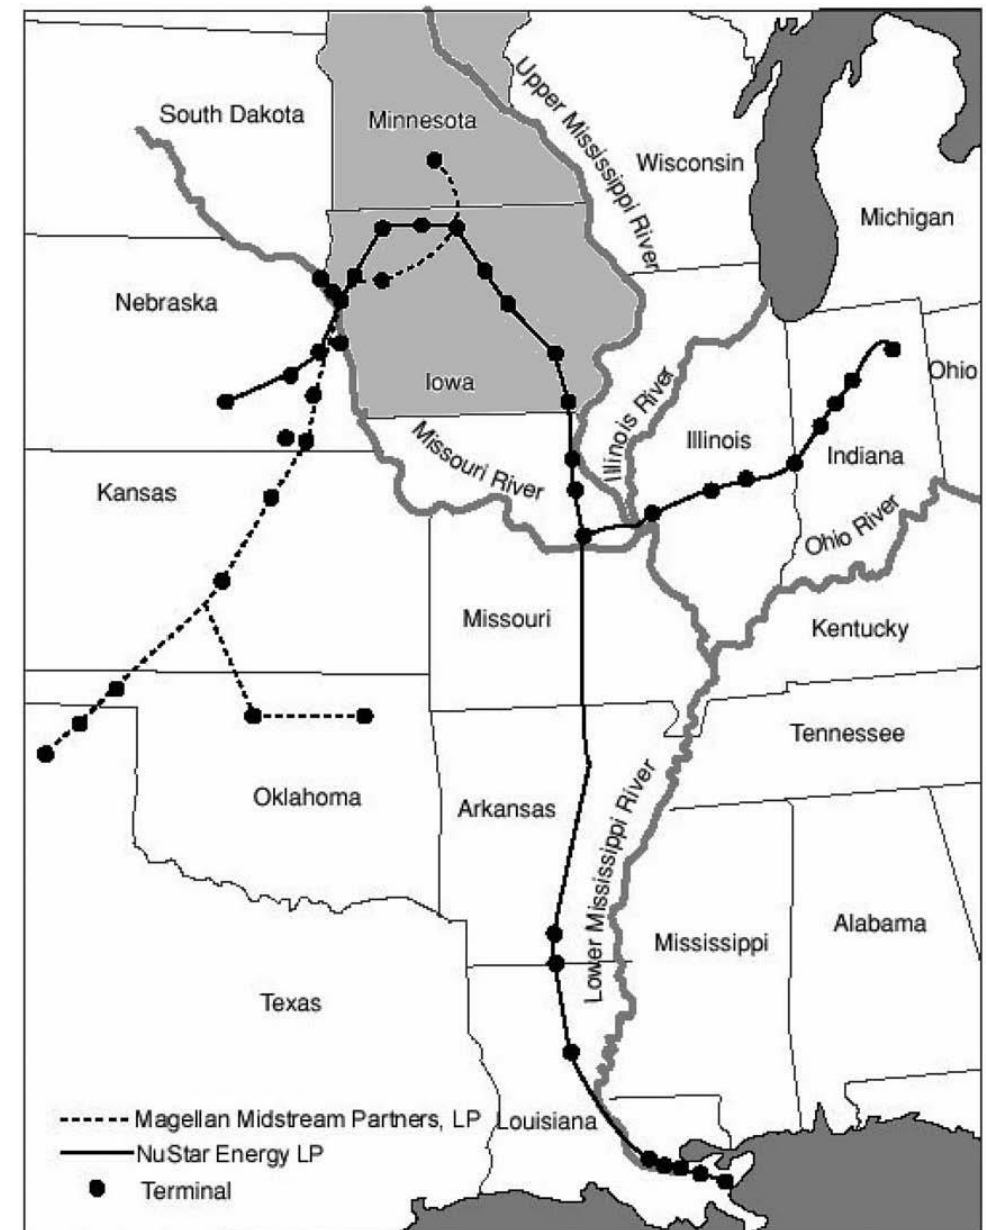 South Dakota
Minnesota
Upper Mississippi River
Wisconsin
Michigan
Nebraska
Iowa
Ohio
Illinois River
Missouri River
Illinois
Indiana
Kansas
Ohio River
Missouri
Kentucky
Tennessee
Oklahoma
Arkansas
Lower Mississippi River
Mississippi
Alabama
Texas
Louisiana
Magellan Midstream Partners, LP
NuStar Energy LP
Terminal